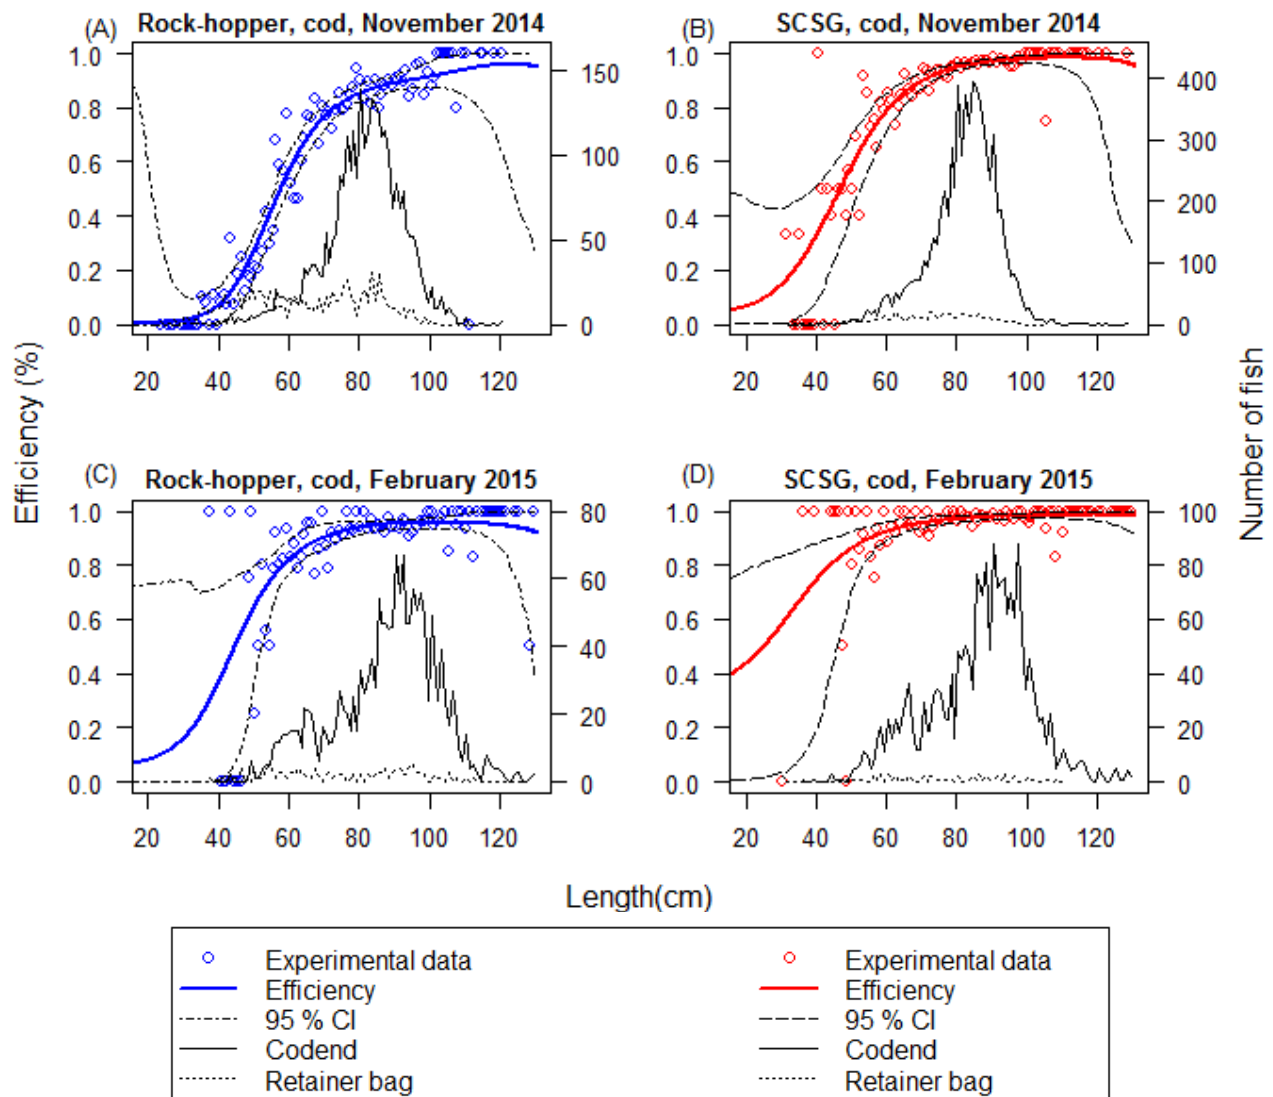 (A) Rock-hopper, cod, November 2014
(B) SCSG, cod, November 2014
1.0
0.8
0.6
0.4
0.2
0.0
150
100
50
0
20 40 60 80 100 120
1.0
0.8
0.6
0.4
0.2
0.0
400
300
200
100
0
20 40 60 80 100 120
Efficiency (%)
Number of fish
(C) Rock-hopper, cod, February 2015
(D) SCSG, cod, February 2015
1.0
0.8
0.6
0.4
0.2
0.0
80
60
40
20
0
20 40 60 80 100 120
1.0
0.8
0.6
0.4
0.2
0.0
100
80
60
40
20
0
20 40 60 80 100 120
Length(cm)
Experimental data
Efficiency
95 % CI
Codend
Retainer bag
Experimental data
Efficiency
95 % CI
Codend
Retainer bag